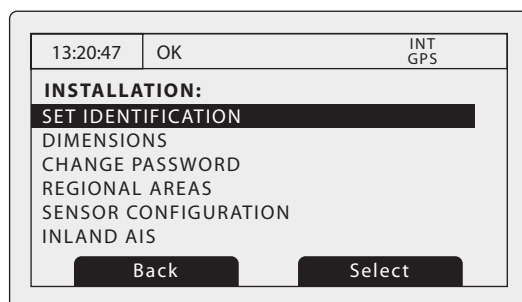 13:20:47 OK INT
GPS
INSTALLATION:
SET IDENTIFICATION
DIMENSIONS
CHANGE PASSWORD
REGIONAL AREAS
SENSOR CONFIGURATION
INLAND AIS
Back Select